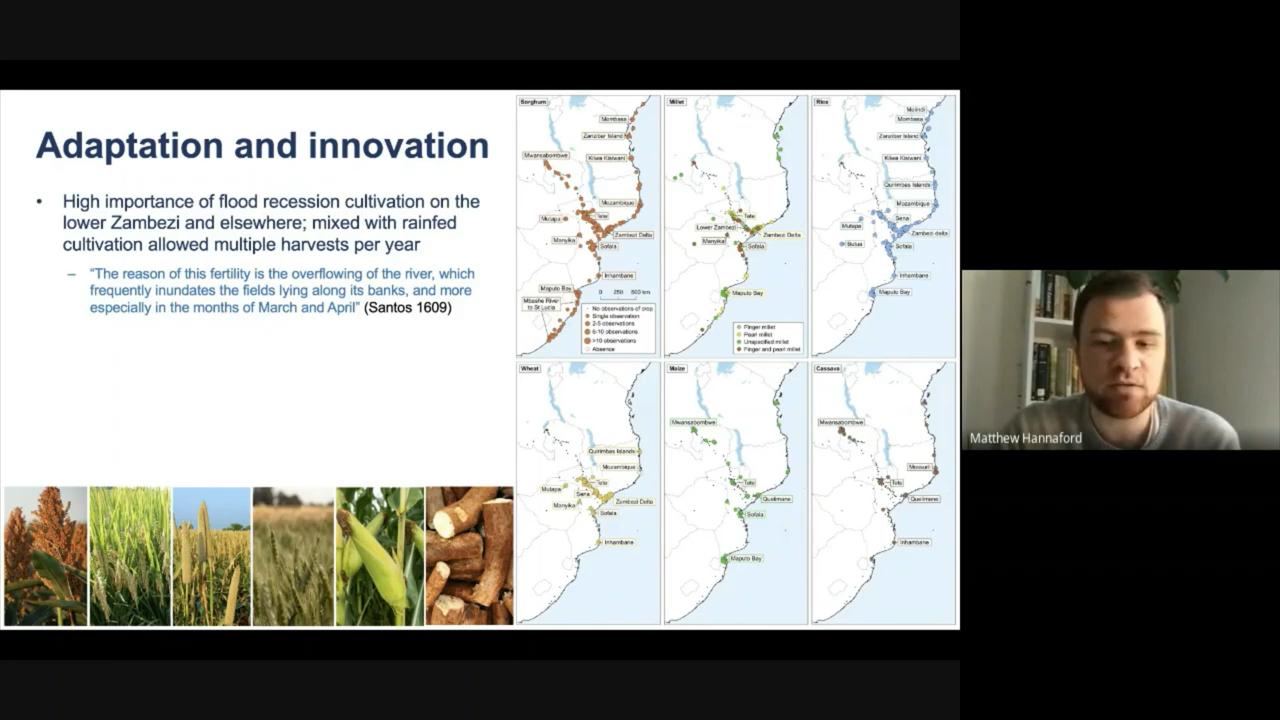 Adaptation and innovation
• High importance of flood recession cultivation on the
lower Zambezi and elsewhere; mixed with rainfed
cultivation allowed multiple harvests per year
– “The reason of this fertility is the overflowing of the river, which
frequently inundates the fields lying along its banks, and more
especially in the months of March and April” (Santos 1609)
Sorghum
Mombasa
Zanzibar Island
Mwansabombwe
Kilwa Kisiwani
Mozambique
Mutapa
Tete
Manyika
Zambezi Delta
Sofala
Inhambane
Maputo Bay
Mbashe River
to St Lucia
0 250 500 km
No observations of crop
Single observation
2-5 observations
6-10 observations
>10 observations
Absence
Millet
Tete
Lower Zambezi
Zambezi Delta
Manyika
Sofala
Maputo Bay
Finger millet
Pearl millet
Unspecified millet
Finger and pearl millet
Rice
Malindi
Mombasa
Zanzibar Island
Kilwa Kisiwani
Quirimbas Islands
Mozambique
Sena
Mutapa
Zambezi delta
Butua
Sofala
Inhambane
Maputo Bay
Wheat
Quirimbas Islands
Mozambique
Tete
Mutapa
Sena
Zambezi Delta
Manyika
Sofala
Inhambane
Maize
Mwansabombwe
Tete
Quelimane
Sofala
Maputo Bay
Cassava
Mwansabombwe
Mossuril
Tete
Quelimane
Inhambane
Matthew Hannaford